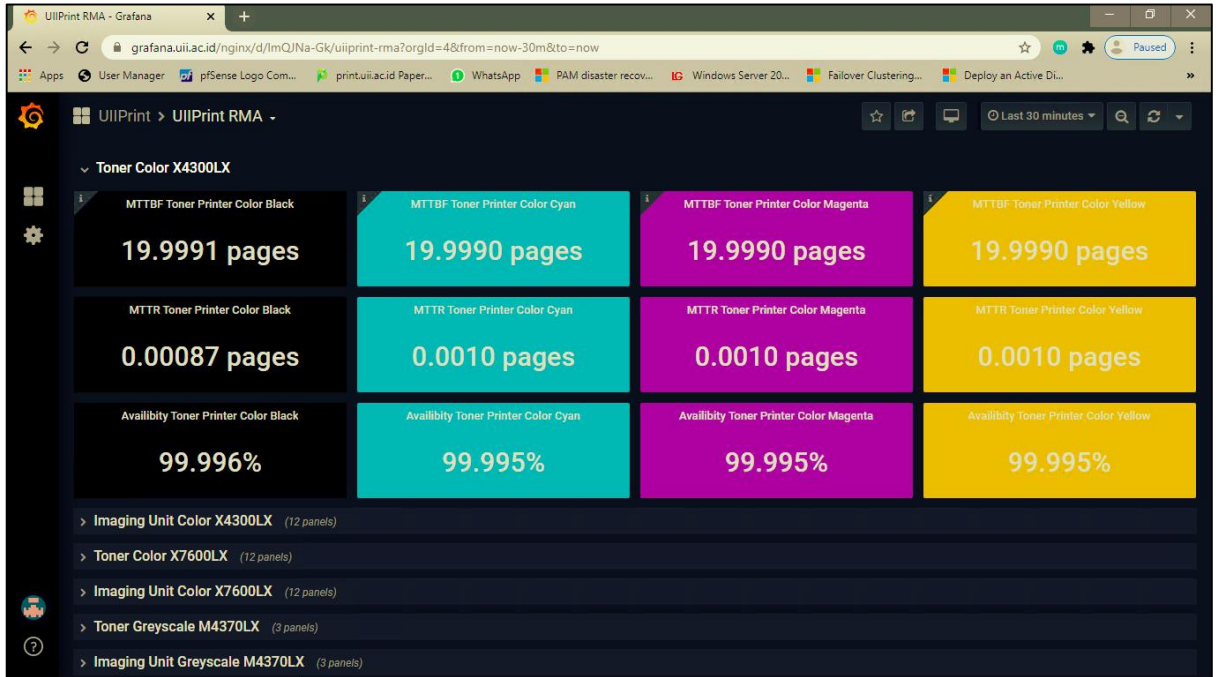 UIIPrint RMA - Grafana
grafana.uii.ac.id/nginx/d/ImQJNa-Gk/uiiprint-rma?orgId=4&from=now-30m&to=now
m
Paused
Apps
User Manager
pfSense Logo Com...
print.uii.ac.id Paper...
WhatsApp
PAM disaster recov...
LG Windows Server 20...
Failover Clustering...
Deploy an Active Di...
UIIPrint > UIIPrint RMA
Last 30 minutes
Toner Color X4300LX
MTTBF Toner Printer Color Black
19.9991 pages
MTTBF Toner Printer Color Cyan
19.9990 pages
MTTBF Toner Printer Color Magenta
19.9990 pages
MTTBF Toner Printer Color Yellow
19.9990 pages
MTTR Toner Printer Color Black
0.00087 pages
MTTR Toner Printer Color Cyan
0.0010 pages
MTTR Toner Printer Color Magenta
0.0010 pages
MTTR Toner Printer Color Yellow
0.0010 pages
Availibity Toner Printer Color Black
99.996%
Availibity Toner Printer Color Cyan
99.995%
Availibity Toner Printer Color Magenta
99.995%
Availibity Toner Printer Color Yellow
99.995%
Imaging Unit Color X4300LX (12 panels)
Toner Color X7600LX (12 panels)
Imaging Unit Color X7600LX (12 panels)
Toner Greyscale M4370LX (3 panels)
Imaging Unit Greyscale M4370LX (3 panels)